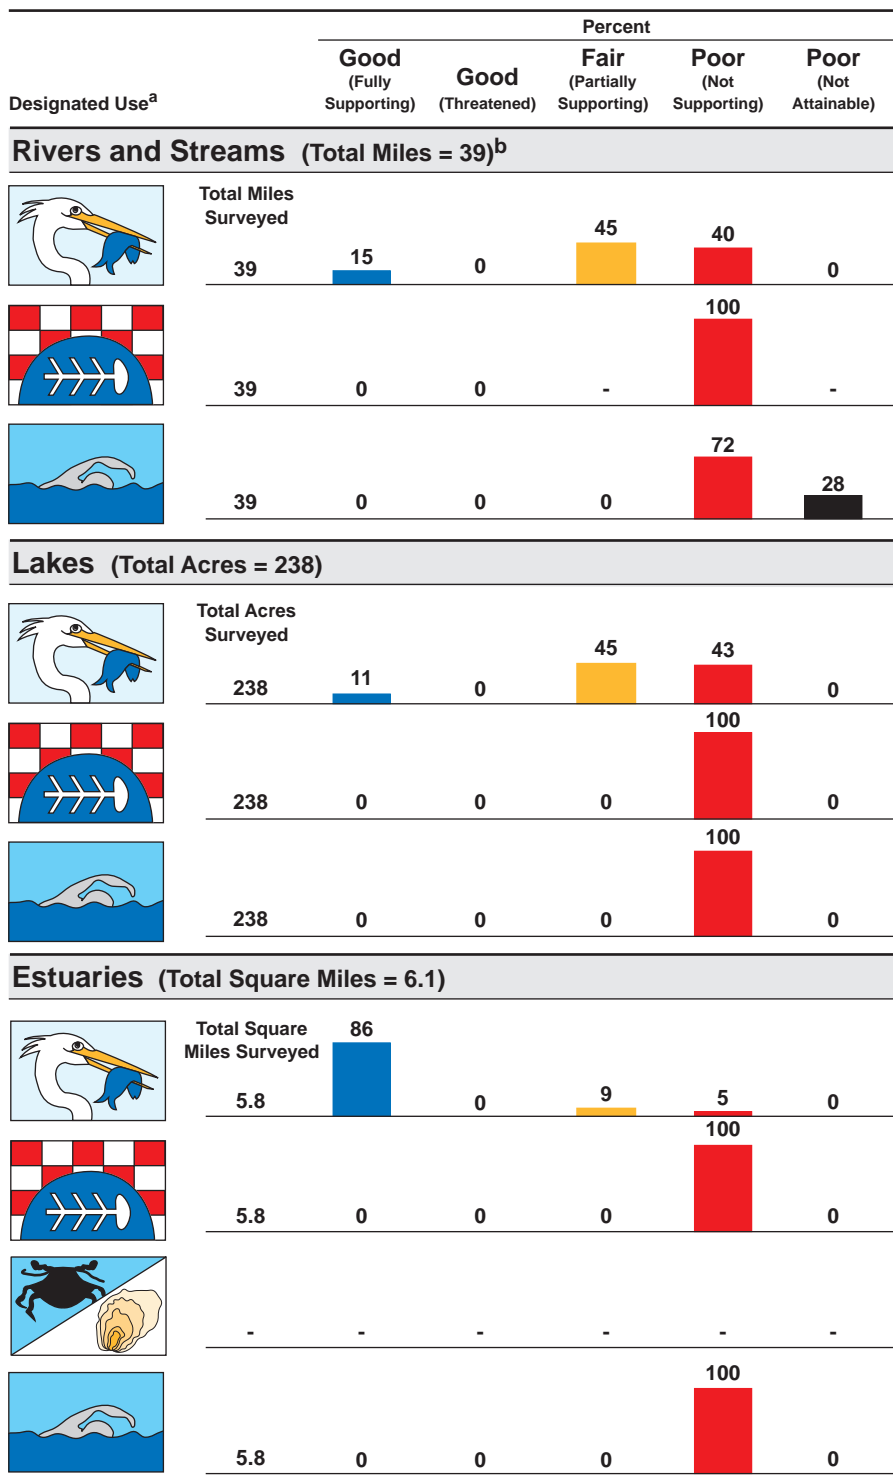 Percent
Designated Useᵃ
Good (Fully Supporting)
Good (Threatened)
Fair (Partially Supporting)
Poor (Not Supporting)
Poor (Not Attainable)
Rivers and Streams (Total Miles = 39)ᵇ
Total Miles Surveyed
15 45 40
39 0 0
100
39 0 0 - -
72
28
39 0 0 0
Lakes (Total Acres = 238)
Total Acres Surveyed
11 45 43
238 0 0
100
238 0 0 0 0
100
238 0 0 0 0
Estuaries (Total Square Miles = 6.1)
Total Square Miles Surveyed
86 9 5
5.8 0 0
100
5.8 0 0 0 0
- - - - - -
100
5.8 0 0 0 0